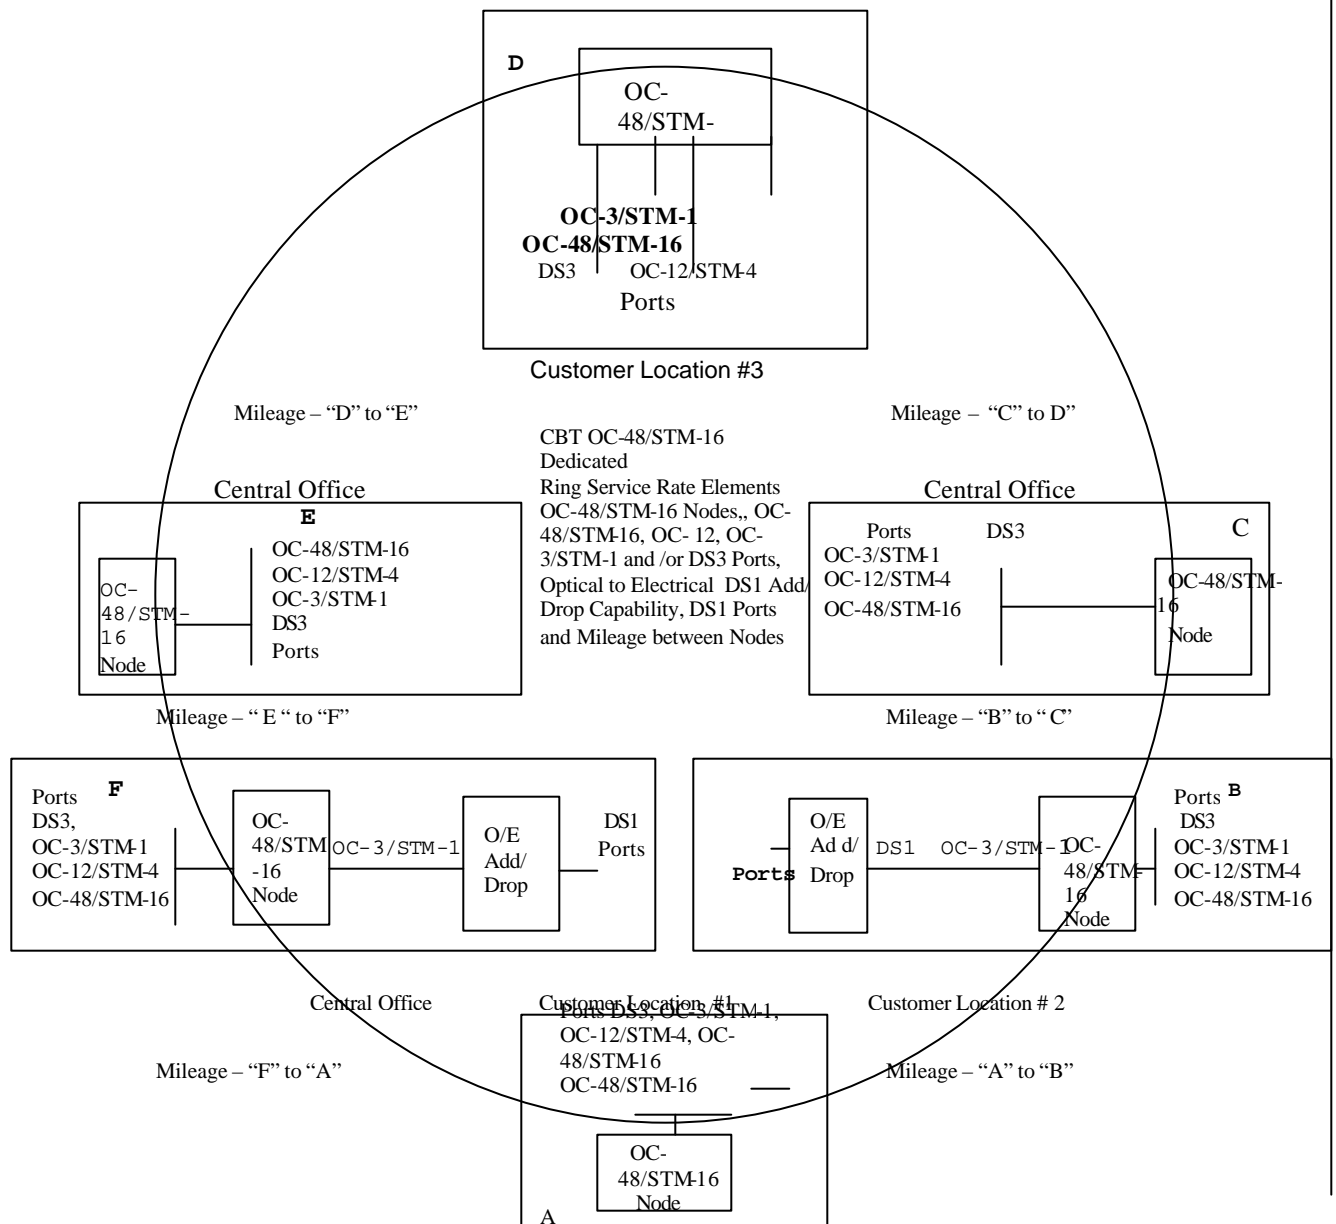 D
OC-
48/STM-
OC-3/STM-1
OC-48/STM-16
DS3 OC-12/STM-4
Ports
Customer Location #3
Mileage – “D” to “E”
Mileage – “C” to D”
CBT OC-48/STM-16
Dedicated
Ring Service Rate Elements
OC-48/STM-16 Nodes,, OC-
48/STM-16, OC- 12, OC-
3/STM-1 and /or DS3 Ports,
Optical to Electrical DS1 Add/
Drop Capability, DS1 Ports
and Mileage between Nodes
Central Office
E
OC-48/STM-16
OC-12/STM-4
OC-3/STM-1
DS3
Ports
OC-
48/STM-
16
Node
Central Office
Ports DS3 C
OC-3/STM-1
OC-12/STM-4
OC-48/STM-16
OC-48/STM-
16
Node
Mileage – “ E “ to “F”
Mileage – “B” to “ C”
Ports F
DS3,
OC-3/STM-1
OC-12/STM-4
OC-48/STM-16
OC-
48/STM
-16
Node
OC-3/STM-1
O/E
Add/
Drop
DS1
Ports
Ports
O/E
Ad d/
Drop
DS1 OC-3/STM-1
OC-
48/STM-
16
Node
Ports B
DS3
OC-3/STM-1
OC-12/STM-4
OC-48/STM-16
Central Office
Customer Location #1
Customer Location # 2
Ports DS3, OC-3/STM-1,
OC-12/STM-4, OC-
48/STM-16
OC-48/STM-16
Mileage – “F” to “A”
Mileage – “A” to “B”
OC-
48/STM-16
Node
A